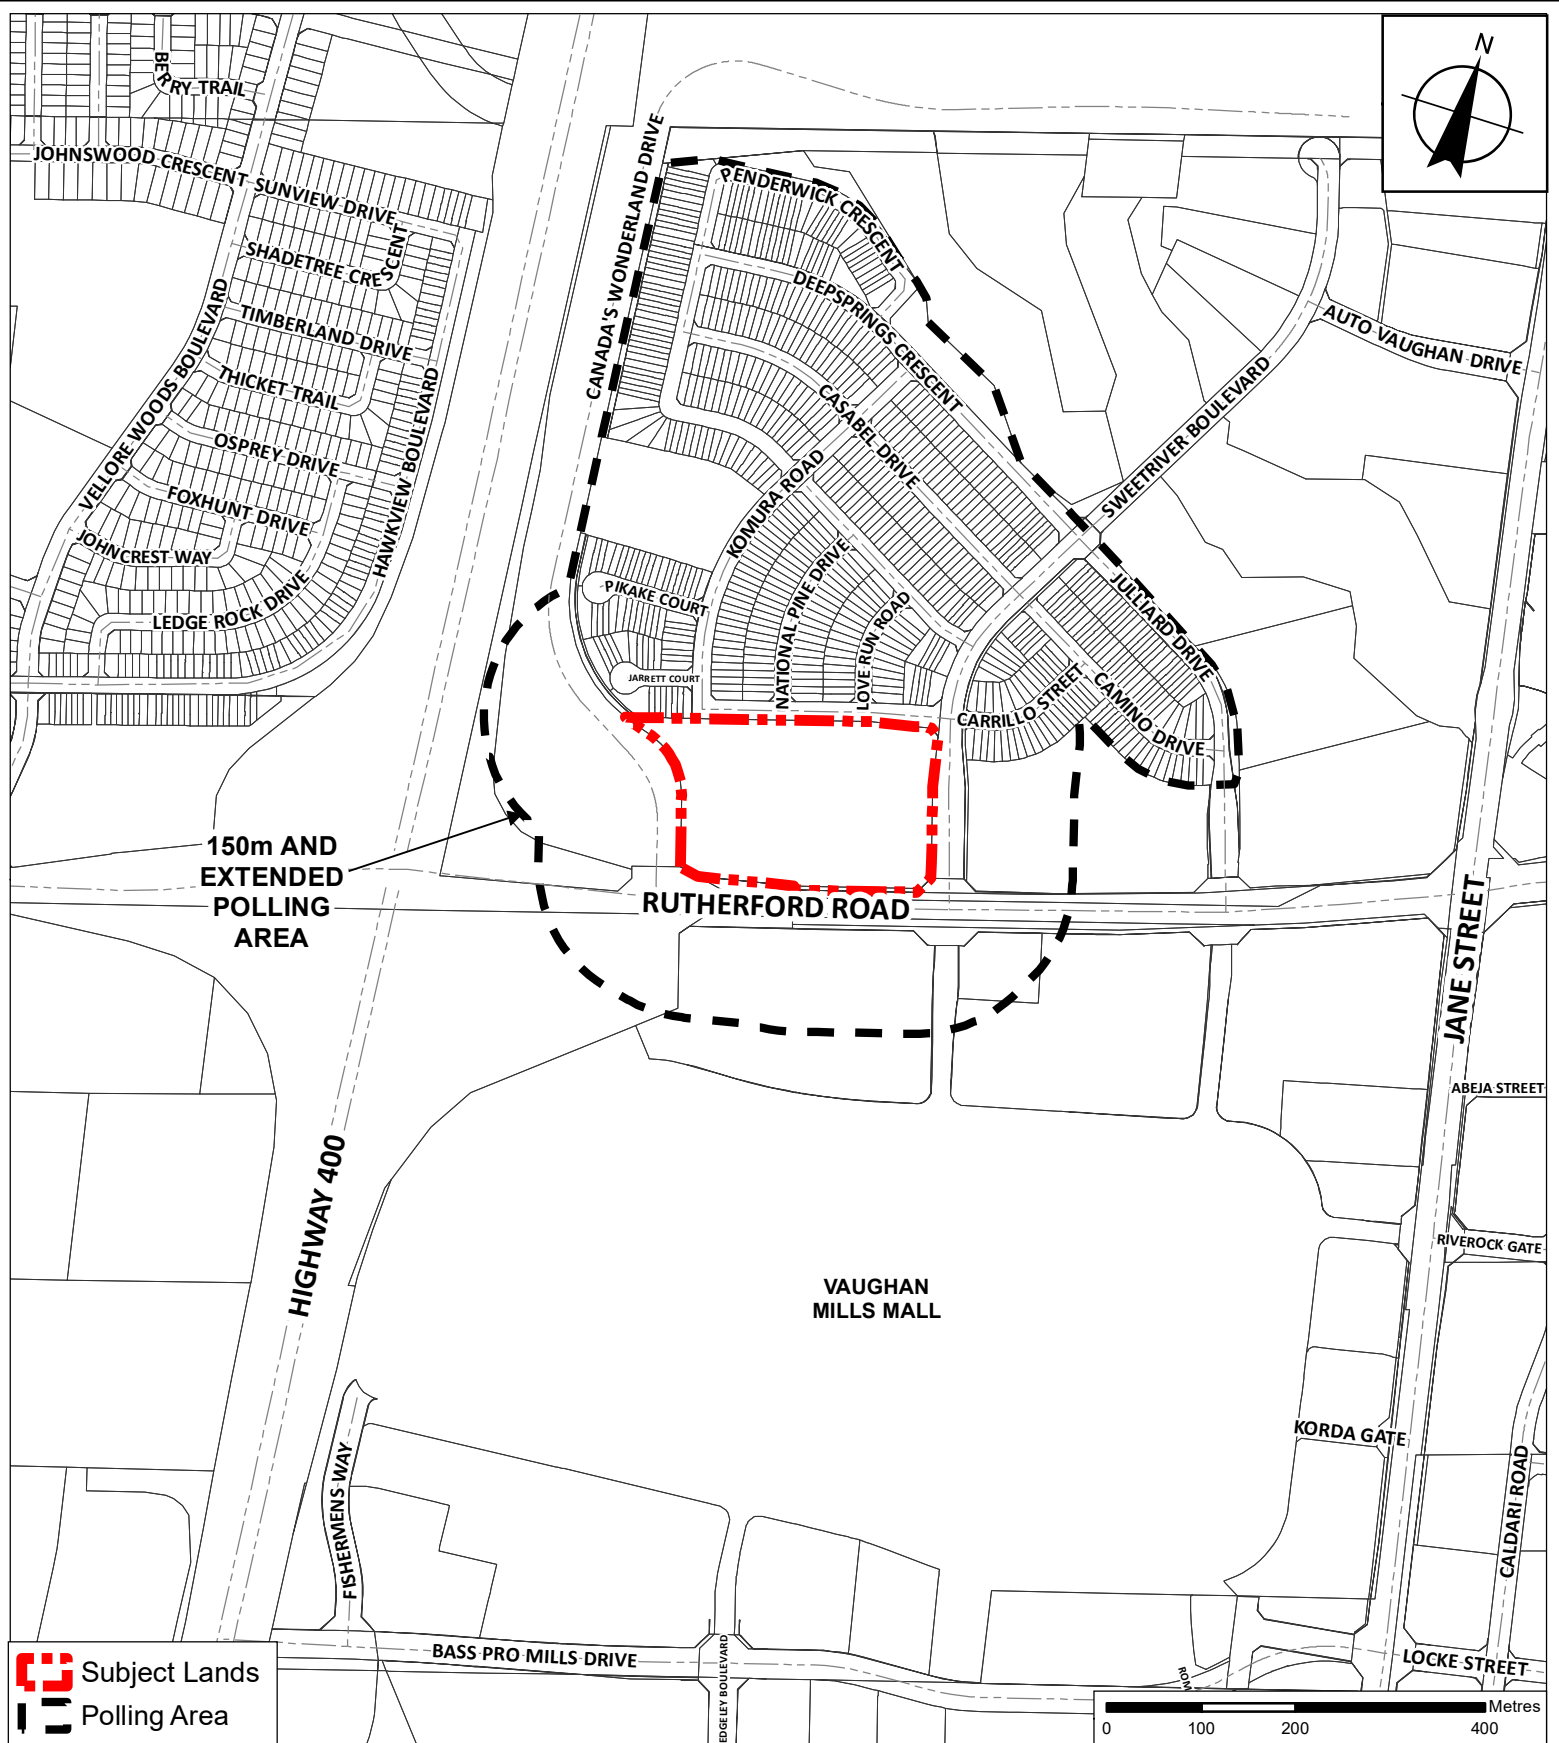 N
BERRY TRAIL
JOHNSWOOD CRESCENT
SUNVIEW DRIVE
SHADETREE CRESCENT
TIMBERLAND DRIVE
THICKET TRAIL
OSPREY DRIVE
FOXHUNT DRIVE
JOHNCREST WAY
LEDGE ROCK DRIVE
VELLORE WOODS BOULEVARD
HAWKVIEW BOULEVARD
CANADA'S WONDERLAND DRIVE
PENDERWICK CRESCENT
DEEPSPRINGS CRESCENT
CASABEL DRIVE
KOMURA ROAD
NATIONAL PINE DRIVE
LOVE RUN ROAD
PIKAKE COURT
JARRETT COURT
SWEETRIVER BOULEVARD
AUTO VAUGHAN DRIVE
JULLIARD DRIVE
CARRILLO STREET
CAMINO DRIVE
150m AND
EXTENDED
POLLING
AREA
RUTHERFORD ROAD
JANE STREET
ABEJA STREET
HIGHWAY 400
RIVEROCK GATE
VAUGHAN
MILLS MALL
KORDA GATE
CALDARI ROAD
FISHERMENS WAY
BASS PRO MILLS DRIVE
EDGELEY BOULEVARD
LOCKE STREET
ROM
Subject Lands
Polling Area
Metres
0 100 200 400